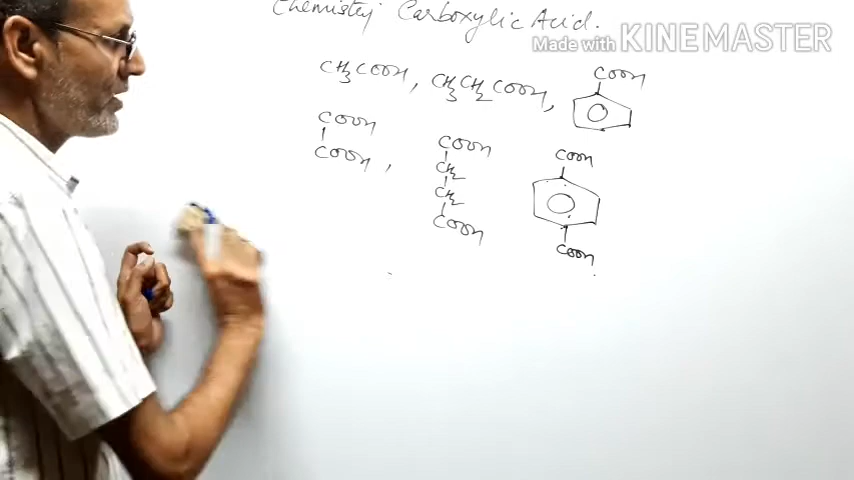 Chemistry Carboxylic Acid.
Made with KINEMASTER
CH3COOH, CH3CH2COOH,
COOH
COOH
COOH,
COOH
CH2
CH2
COOH
COOH
COOH